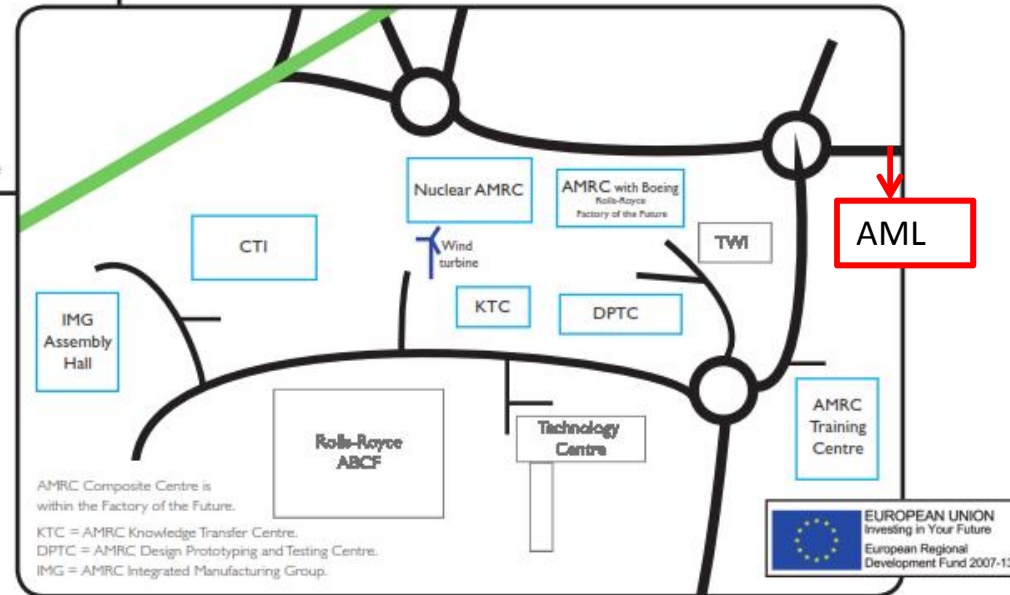 Nuclear AMRC
AMRC with Boeing
Rolls-Royce
Factory of the Future
TWI
AML
CTI
Wind
turbine
KTC
DPTC
IMG
Assembly
Hall
Rolls-Royce
ABCF
Technology
Centre
AMRC
Training
Centre
AMRC Composite Centre is
within the Factory of the Future.
KTC = AMRC Knowledge Transfer Centre.
DPTC = AMRC Design Prototyping and Testing Centre.
IMG = AMRC Integrated Manufacturing Group.
EUROPEAN UNION
Investing in Your Future
European Regional
Development Fund 2007-13